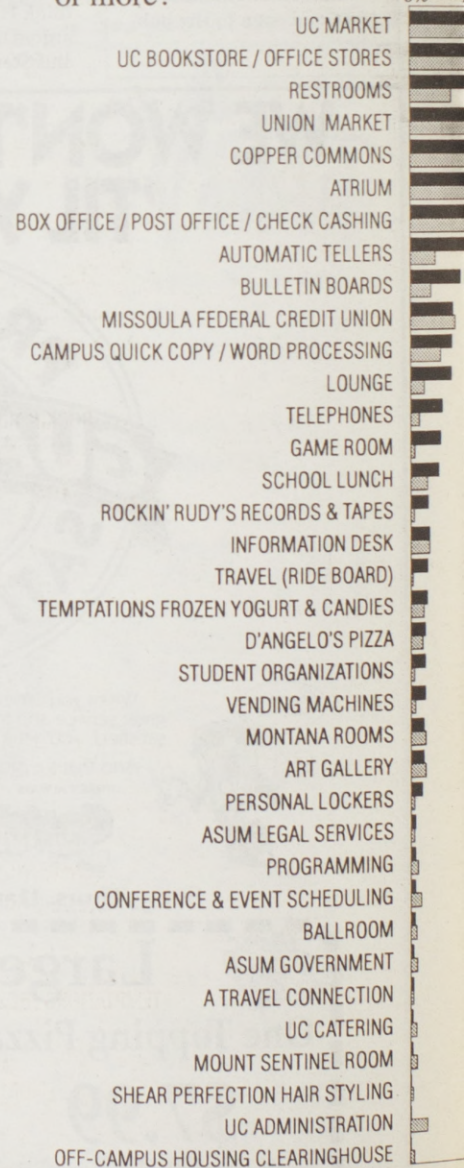 or more?
UC MARKET
UC BOOKSTORE / OFFICE STORES
RESTROOMS
UNION MARKET
COPPER COMMONS
ATRIUM
BOX OFFICE / POST OFFICE / CHECK CASHING
AUTOMATIC TELLERS
BULLETIN BOARDS
MISSOULA FEDERAL CREDIT UNION
CAMPUS QUICK COPY / WORD PROCESSING
LOUNGE
TELEPHONES
GAME ROOM
SCHOOL LUNCH
ROCKIN' RUDY'S RECORDS & TAPES
INFORMATION DESK
TRAVEL (RIDE BOARD)
TEMPTATIONS FROZEN YOGURT & CANDIES
D'ANGELO'S PIZZA
STUDENT ORGANIZATIONS
VENDING MACHINES
MONTANA ROOMS
ART GALLERY
PERSONAL LOCKERS
ASUM LEGAL SERVICES
PROGRAMMING
CONFERENCE & EVENT SCHEDULING
BALLROOM
ASUM GOVERNMENT
A TRAVEL CONNECTION
UC CATERING
MOUNT SENTINEL ROOM
SHEAR PERFECTION HAIR STYLING
UC ADMINISTRATION
OFF-CAMPUS HOUSING CLEARINGHOUSE